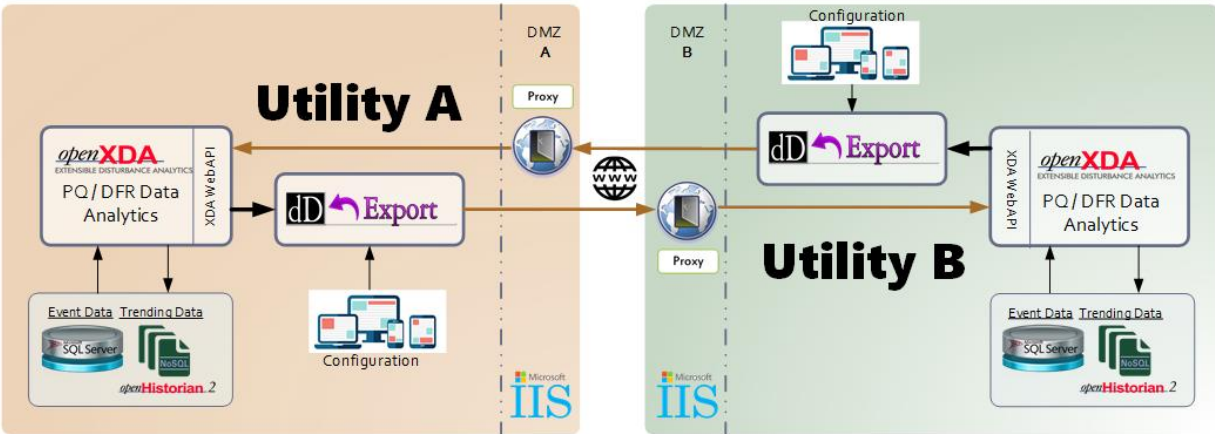 DMZ
A
Utility A
Proxy
openXDA
EXTENSIBLE DISTURBANCE ANALYTICS
PQ / DFR Data
Analytics
XDA WebAPI
dD Export
Event Data Trending Data
Microsoft
SQL Server
NoSQL
openHistorian 2
Configuration
Microsoft
IIS
WWW
DMZ
B
Configuration
dD Export
XDA WebAPI
openXDA
EXTENSIBLE DISTURBANCE ANALYTICS
PQ / DFR Data
Analytics
Proxy
Utility B
Event Data Trending Data
Microsoft
SQL Server
NoSQL
openHistorian 2
Microsoft
IIS